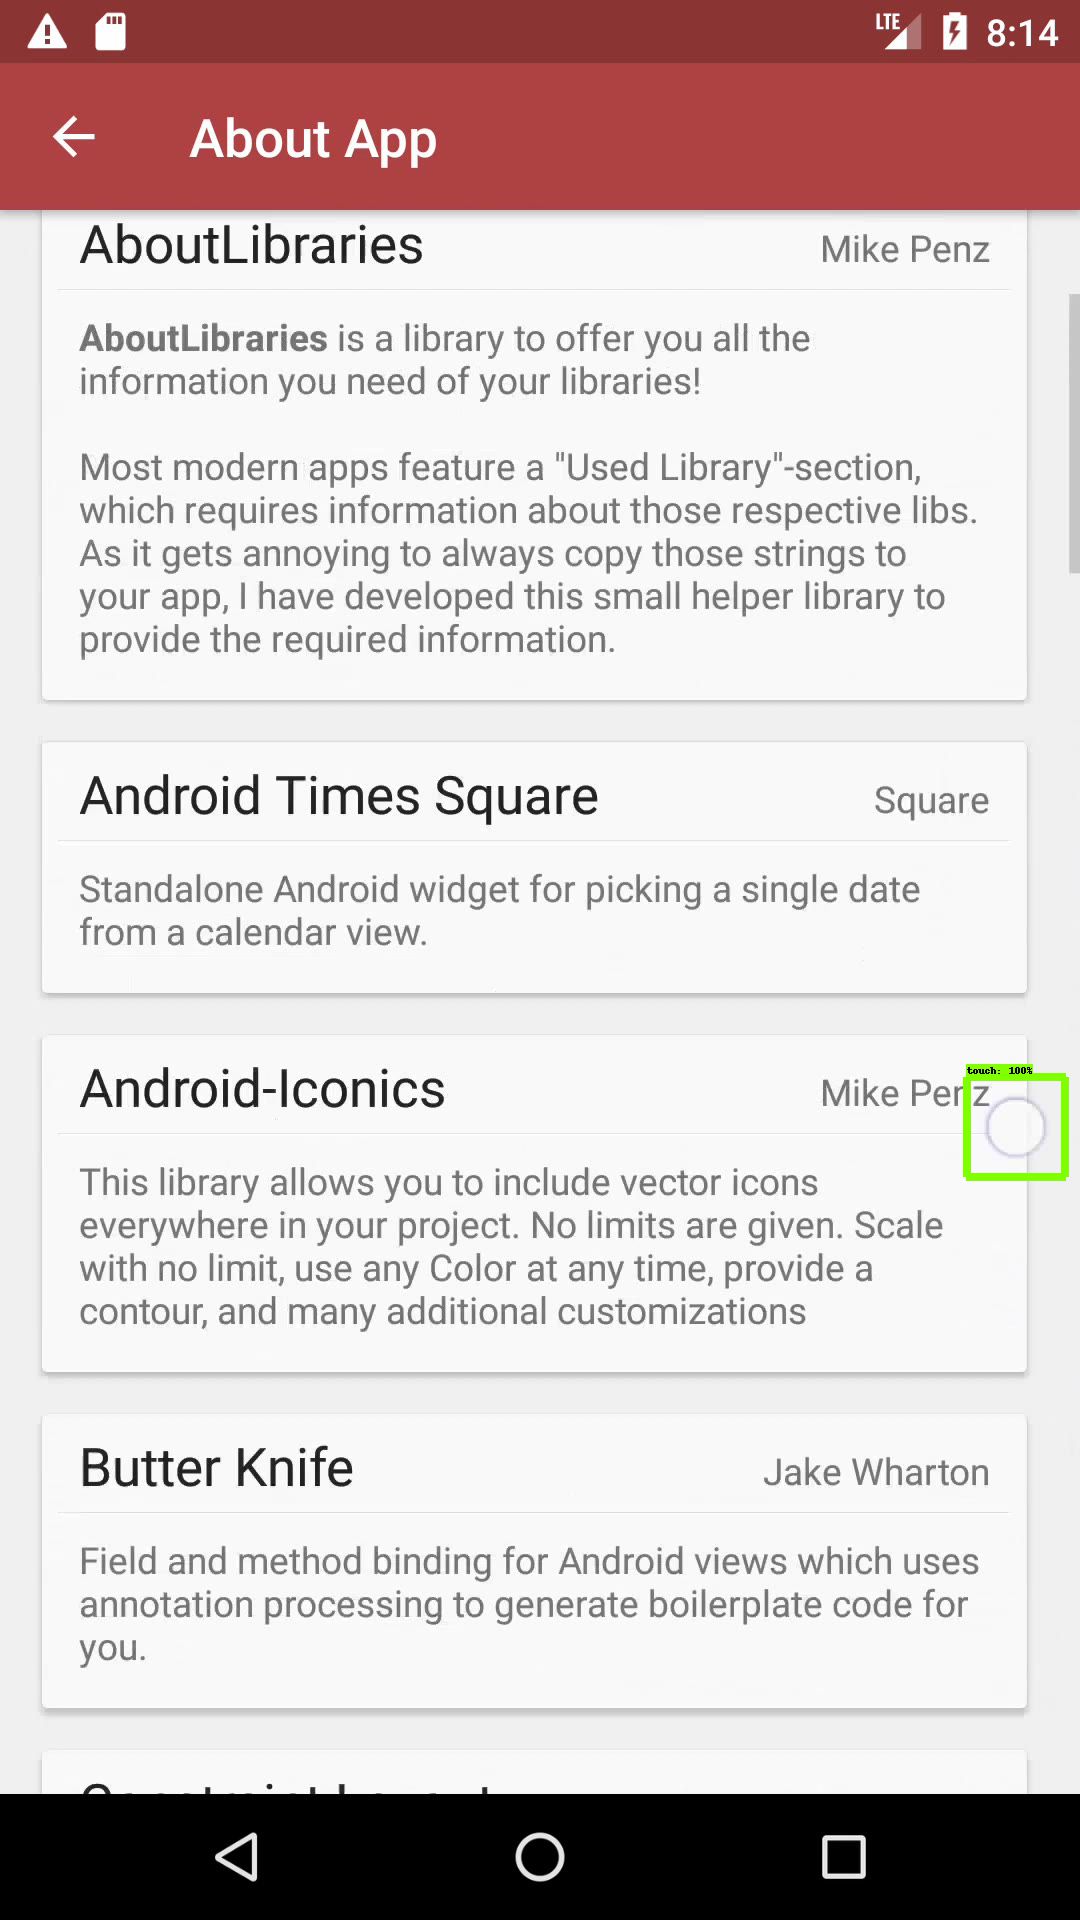 LTE 8:14
About App
AboutLibraries Mike Penz
AboutLibraries is a library to offer you all the
information you need of your libraries!
Most modern apps feature a "Used Library"-section,
which requires information about those respective libs.
As it gets annoying to always copy those strings to
your app, I have developed this small helper library to
provide the required information.
Android Times Square Square
Standalone Android widget for picking a single date
from a calendar view.
touch: 100%
Android-Iconics Mike Penz
This library allows you to include vector icons
everywhere in your project. No limits are given. Scale
with no limit, use any Color at any time, provide a
contour, and many additional customizations
Butter Knife Jake Wharton
Field and method binding for Android views which uses
annotation processing to generate boilerplate code for
you.